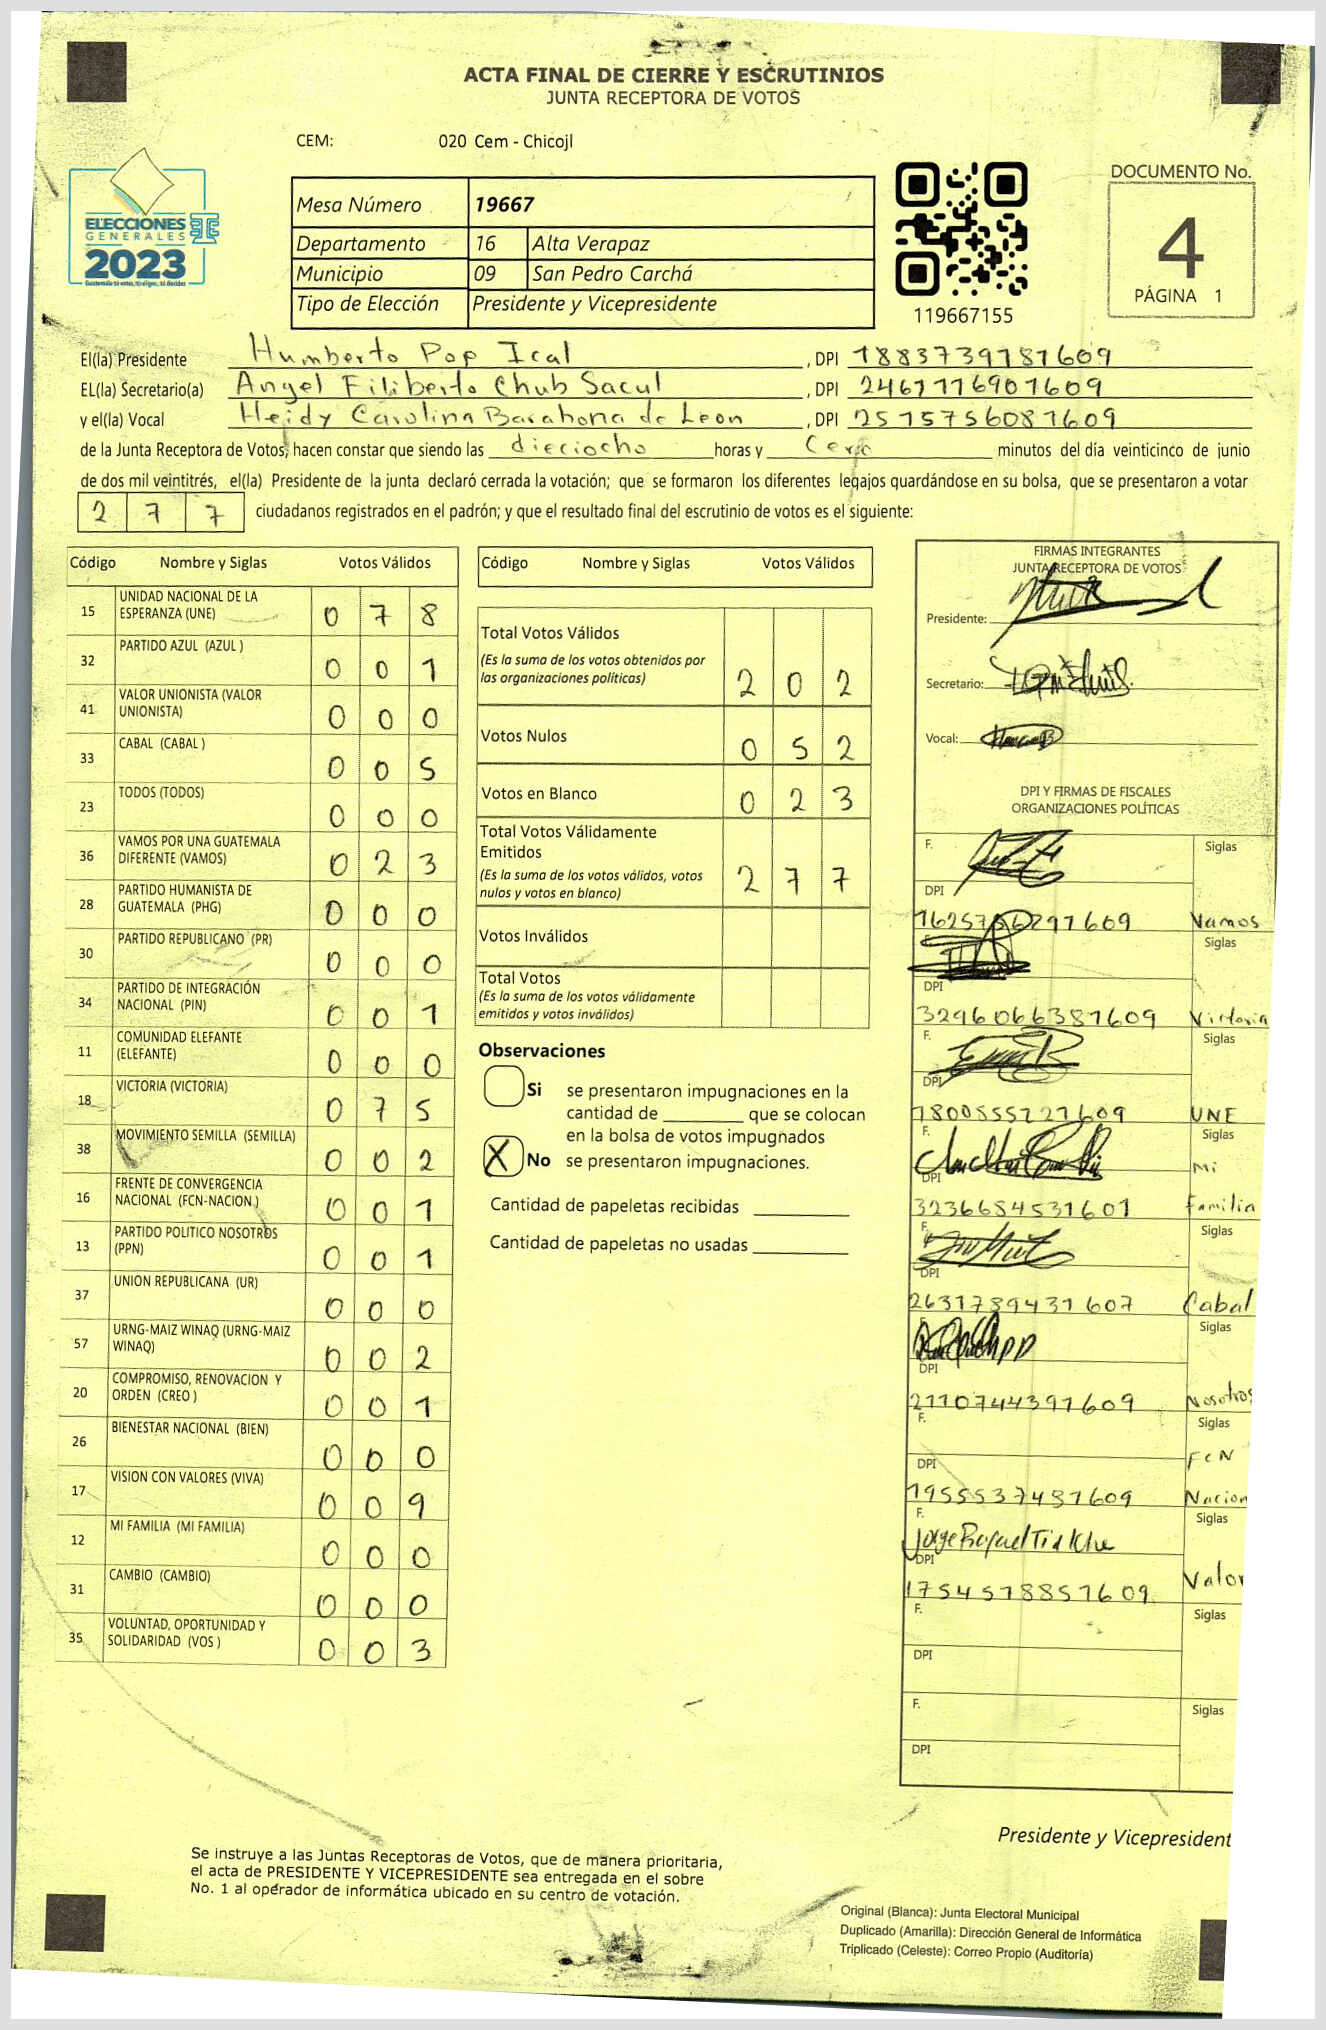 ACTA FINAL DE CIERRE Y ESCRUTINIOS
JUNTA RECEPTORA DE VOTOS
CEM: 020 Cem - Chicojl
ELECCIONES
GENERALES
2023
Guatemala tú votas, tú eliges, tú decides
Mesa Número 19667
Departamento 16 Alta Verapaz
Municipio 09 San Pedro Carchá
Tipo de Elección Presidente y Vicepresidente
119667155
DOCUMENTO No.
4
PÁGINA 1
El(la) Presidente Humberto Pop Ical, DPI 1883739781609
EL(la) Secretario(a) Angel Filiberto Chub Sacul, DPI 2461116901609
y el(la) Vocal Heidy Carolina Barahona de Leon, DPI 2515756081609
de la Junta Receptora de Votos, hacen constar que siendo las dieciocho horas y Cero minutos del día veinticinco de junio
de dos mil veintitrés, el(la) Presidente de la junta declaró cerrada la votación; que se formaron los diferentes legajos guardándose en su bolsa, que se presentaron a votar
2 7 7 ciudadanos registrados en el padrón; y que el resultado final del escrutinio de votos es el siguiente:
Código Nombre y Siglas Votos Válidos
15 UNIDAD NACIONAL DE LA ESPERANZA (UNE) 0 7 8
32 PARTIDO AZUL (AZUL ) 0 0 1
41 VALOR UNIONISTA (VALOR UNIONISTA) 0 0 0
33 CABAL (CABAL ) 0 0 5
23 TODOS (TODOS) 0 0 0
36 VAMOS POR UNA GUATEMALA DIFERENTE (VAMOS) 0 2 3
28 PARTIDO HUMANISTA DE GUATEMALA (PHG) 0 0 0
30 PARTIDO REPUBLICANO (PR) 0 0 0
34 PARTIDO DE INTEGRACIÓN NACIONAL (PIN) 0 0 1
11 COMUNIDAD ELEFANTE (ELEFANTE) 0 0 0
18 VICTORIA (VICTORIA) 0 7 5
38 MOVIMIENTO SEMILLA (SEMILLA) 0 0 2
16 FRENTE DE CONVERGENCIA NACIONAL (FCN-NACION ) 0 0 1
13 PARTIDO POLITICO NOSOTROS (PPN) 0 0 1
37 UNION REPUBLICANA (UR) 0 0 0
57 URNG-MAIZ WINAQ (URNG-MAIZ WINAQ) 0 0 2
20 COMPROMISO, RENOVACION Y ORDEN (CREO ) 0 0 1
26 BIENESTAR NACIONAL (BIEN) 0 0 0
17 VISION CON VALORES (VIVA) 0 0 9
12 MI FAMILIA (MI FAMILIA) 0 0 0
31 CAMBIO (CAMBIO) 0 0 0
35 VOLUNTAD, OPORTUNIDAD Y SOLIDARIDAD (VOS ) 0 0 3
Código Nombre y Siglas Votos Válidos
Total Votos Válidos
(Es la suma de los votos obtenidos por
las organizaciones políticas) 2 0 2
Votos Nulos 0 5 2
Votos en Blanco 0 2 3
Total Votos Válidamente
Emitidos
(Es la suma de los votos válidos, votos
nulos y votos en blanco) 2 7 7
Votos Inválidos
Total Votos
(Es la suma de los votos válidamente
emitidos y votos inválidos)
Observaciones
Si se presentaron impugnaciones en la
cantidad de ________ que se colocan
en la bolsa de votos impugnados
X No se presentaron impugnaciones.
Cantidad de papeletas recibidas
Cantidad de papeletas no usadas
FIRMAS INTEGRANTES
JUNTA RECEPTORA DE VOTOS
Presidente:
Secretario:
Vocal:
DPI Y FIRMAS DE FISCALES
ORGANIZACIONES POLÍTICAS
F. Siglas
DPI
Vamos
Siglas
DPI
3296066381609 Victoria
F. Siglas
DPI
1800555721609 UNE
F. Siglas
DPI Mi
3236684531601 Familia
F. Siglas
DPI
2631789431607 Cabal
Siglas
DPI
2110744391609 Nosotros
F. Siglas
DPI FCN
1955537481609 Nacion
F. Siglas
Jorge Rafael
DPI
1754578851609 Valor
F. Siglas
DPI
F. Siglas
DPI
Presidente y Vicepresident
Se instruye a las Juntas Receptoras de Votos, que de manera prioritaria,
el acta de PRESIDENTE Y VICEPRESIDENTE sea entregada en el sobre
No. 1 al operador de informática ubicado en su centro de votación.
Original (Blanca): Junta Electoral Municipal
Duplicado (Amarilla): Dirección General de Informática
Triplicado (Celeste): Correo Propio (Auditoría)